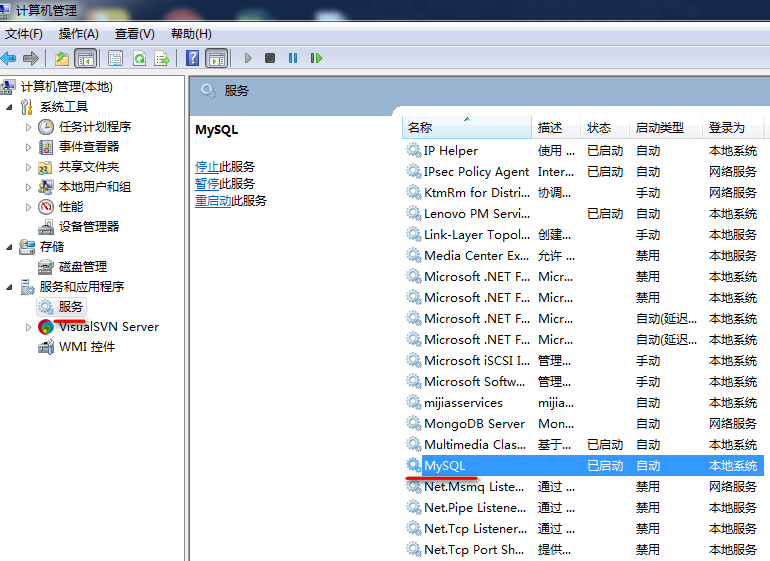 计算机管理
文件(F) 操作(A) 查看(V) 帮助(H)
计算机管理(本地)
系统工具
任务计划程序
事件查看器
共享文件夹
本地用户和组
性能
设备管理器
存储
磁盘管理
服务和应用程序
服务
VisualSVN Server
WMI 控件
服务
MySQL
停止此服务
暂停此服务
重启动此服务
名称 描述 状态 启动类型 登录为
IP Helper 使用 ... 已启动 自动 本地系统
IPsec Policy Agent Inter... 已启动 自动 网络服务
KtmRm for Distri... 协调... 手动 网络服务
Lenovo PM Servi... 已启动 自动 本地系统
Link-Layer Topol... 创建... 手动 本地服务
Media Center Ex... 允许 ... 禁用 本地服务
Microsoft .NET F... Micr... 禁用 本地系统
Microsoft .NET F... Micr... 禁用 本地系统
Microsoft .NET F... Micr... 自动(延迟... 本地系统
Microsoft .NET F... Micr... 自动(延迟... 本地系统
Microsoft iSCSI I... 管理... 手动 本地系统
Microsoft Softw... 管理... 手动 本地系统
mijiasservices mijia... 自动 本地系统
MongoDB Server Mon... 自动 网络服务
Multimedia Clas... 基于... 已启动 自动 本地系统
MySQL 已启动 自动 本地系统
Net.Msmq Liste... 通过 ... 禁用 网络服务
Net.Pipe Listene... 通过 ... 禁用 本地服务
Net.Tcp Listener... 通过 ... 禁用 本地服务
Net.Tcp Port Sh... 提供... 禁用 本地服务